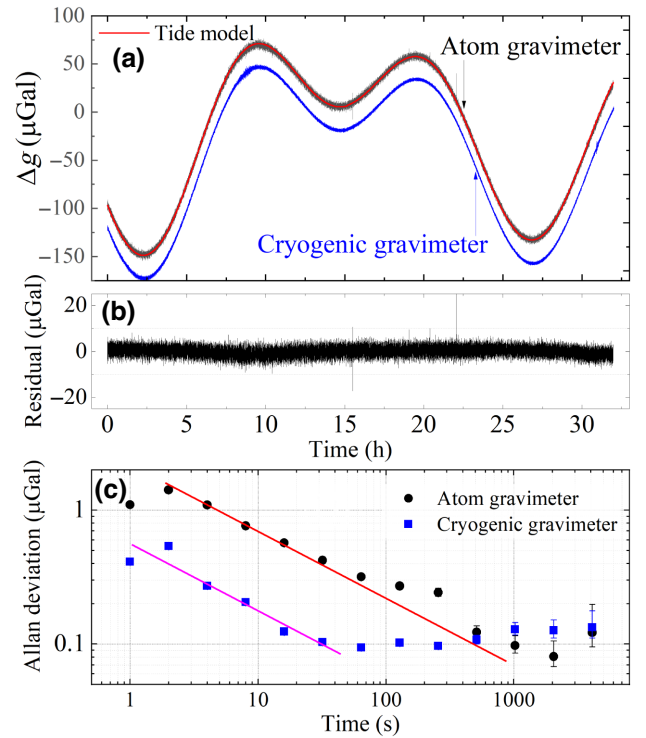 100
Tide model
(a)
Atom gravimeter
50
0
−50
−100
−150
Δg (μGal)
Cryogenic gravimeter
20
(b)
0
−20
Residual (μGal)
0 5 10 15 20 25 30
Time (h)
(c)
Atom gravimeter
Cryogenic gravimeter
1
0.1
Allan deviation (μGal)
1 10 100 1000
Time (s)